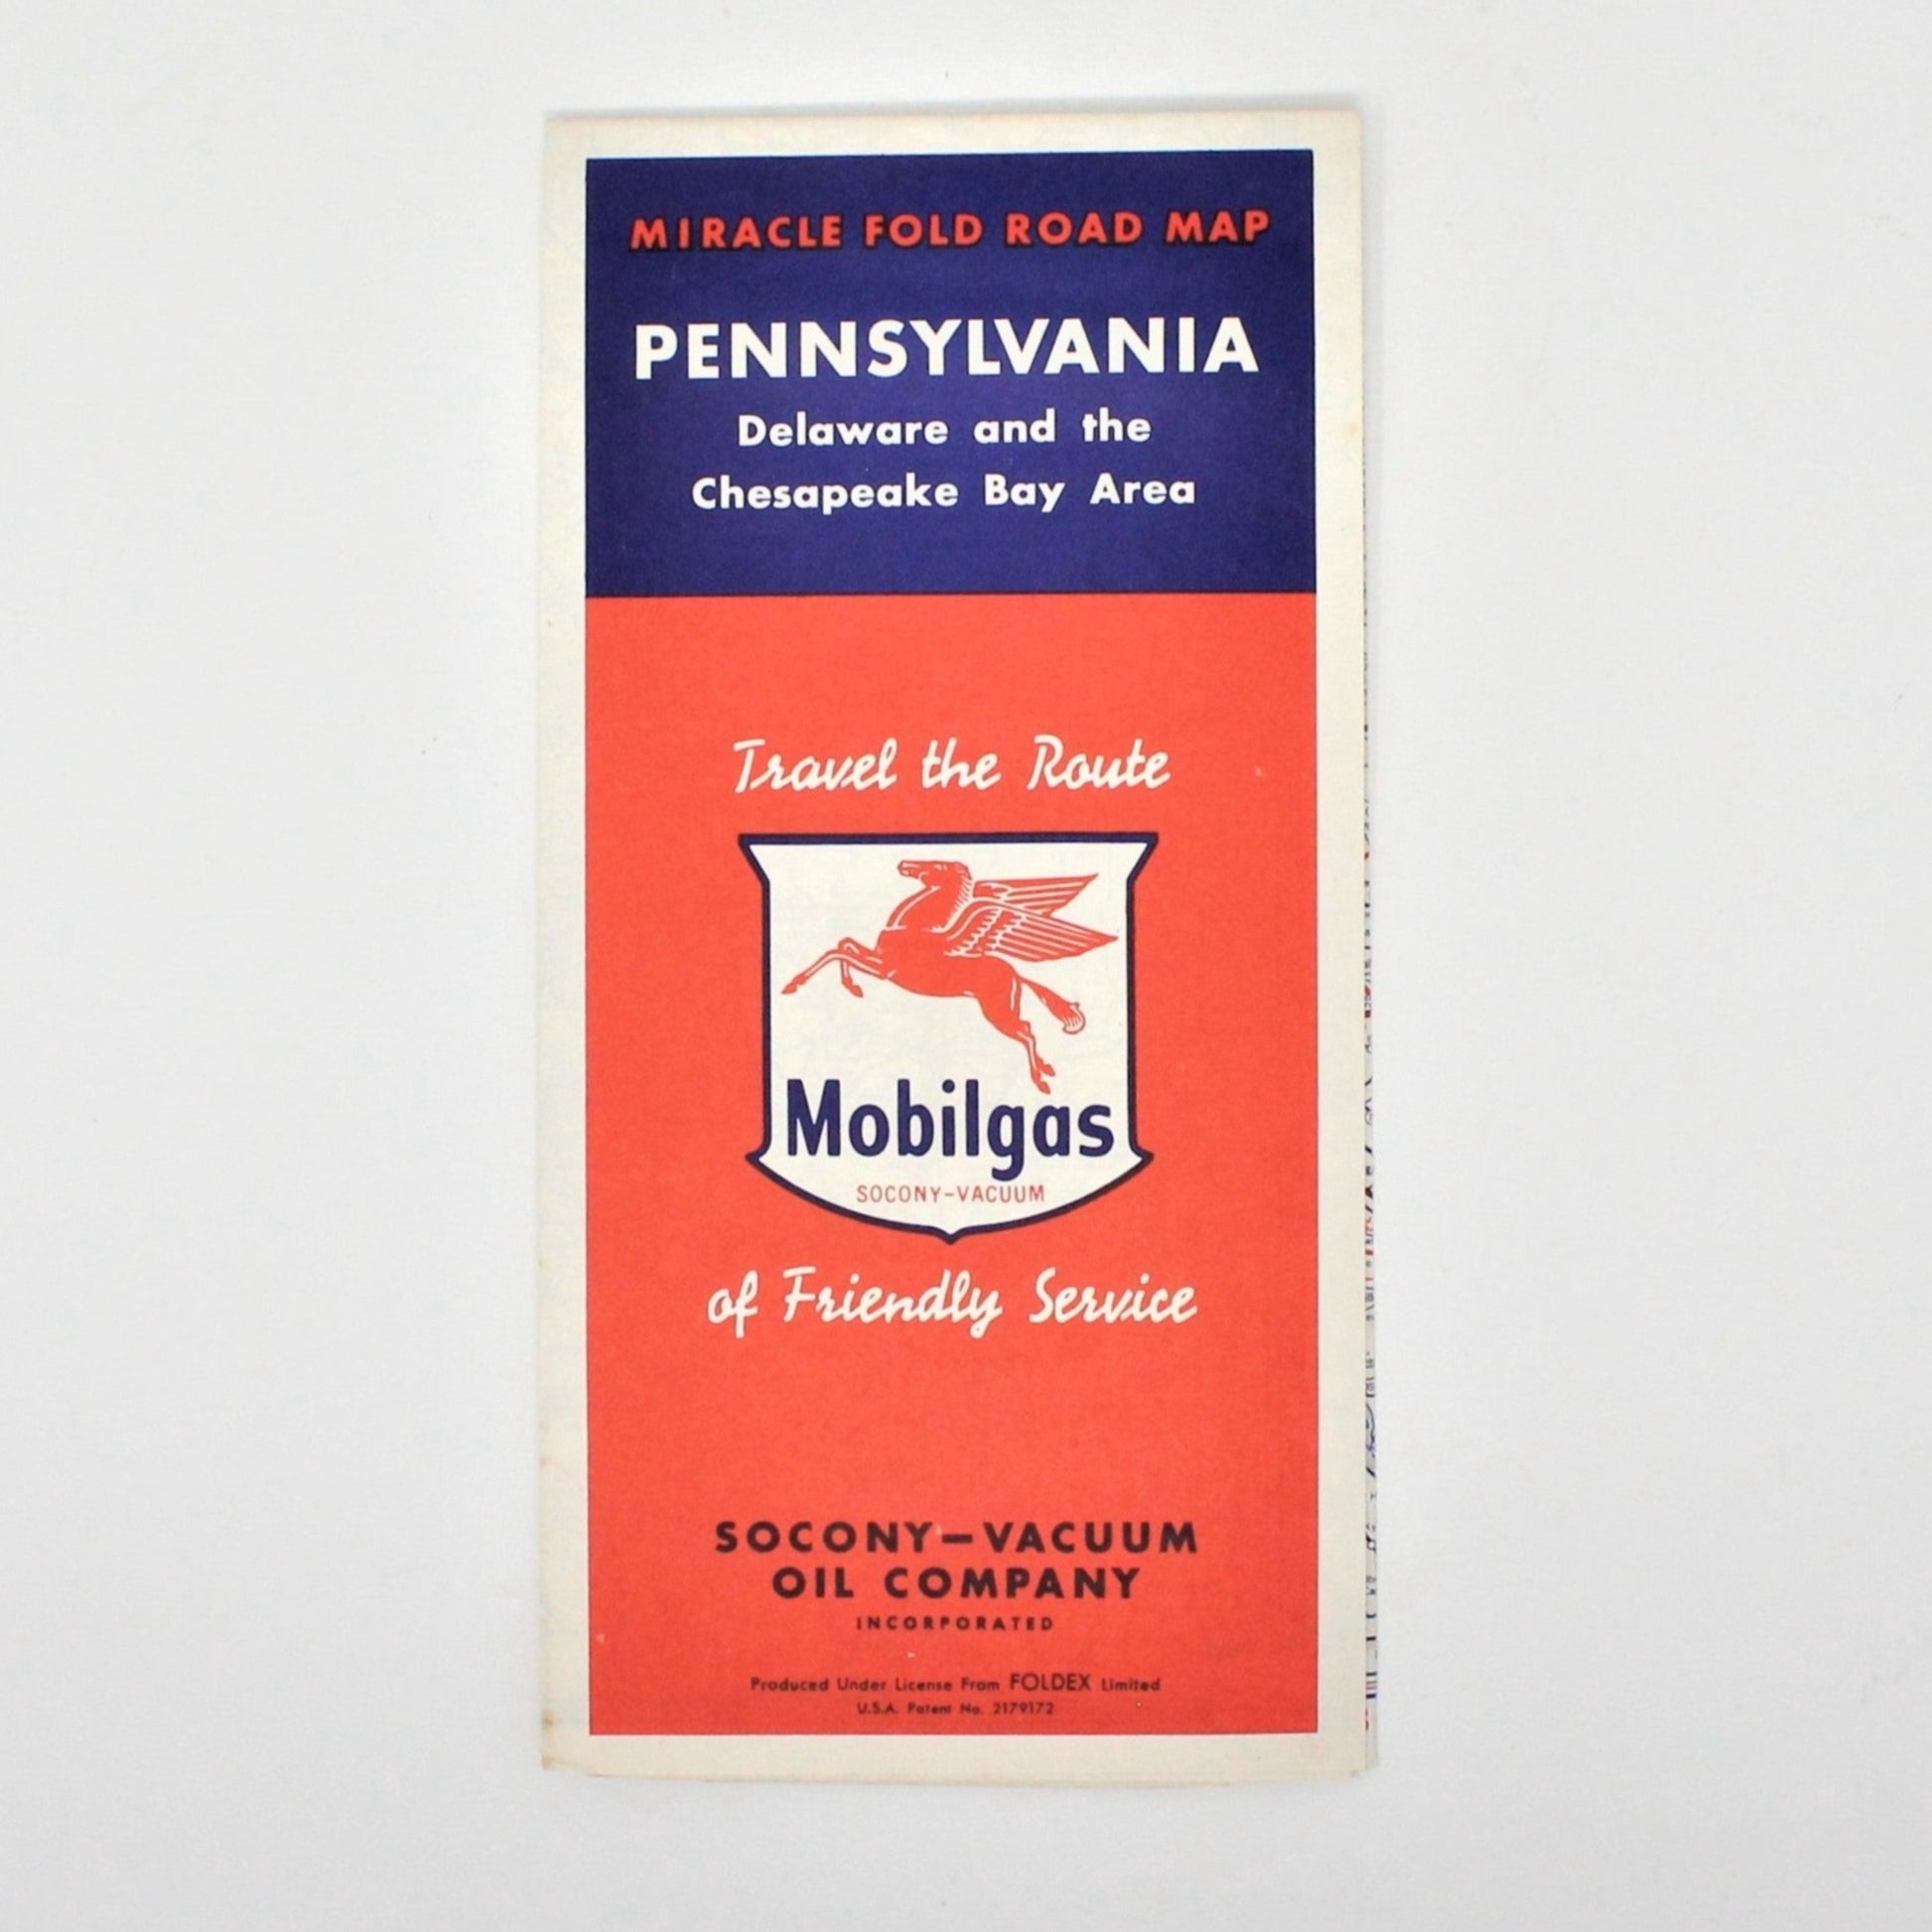 MIRACLE FOLD ROAD MAP
PENNSYLVANIA
Delaware and the
Chesapeake Bay Area
Travel the Route
Mobilgas
SOCONY-VACUUM
of Friendly Service
SOCONY—VACUUM
OIL COMPANY
INCORPORATED
Produced Under License From FOLDEX Limited
U.S.A. Patent No. 2179172